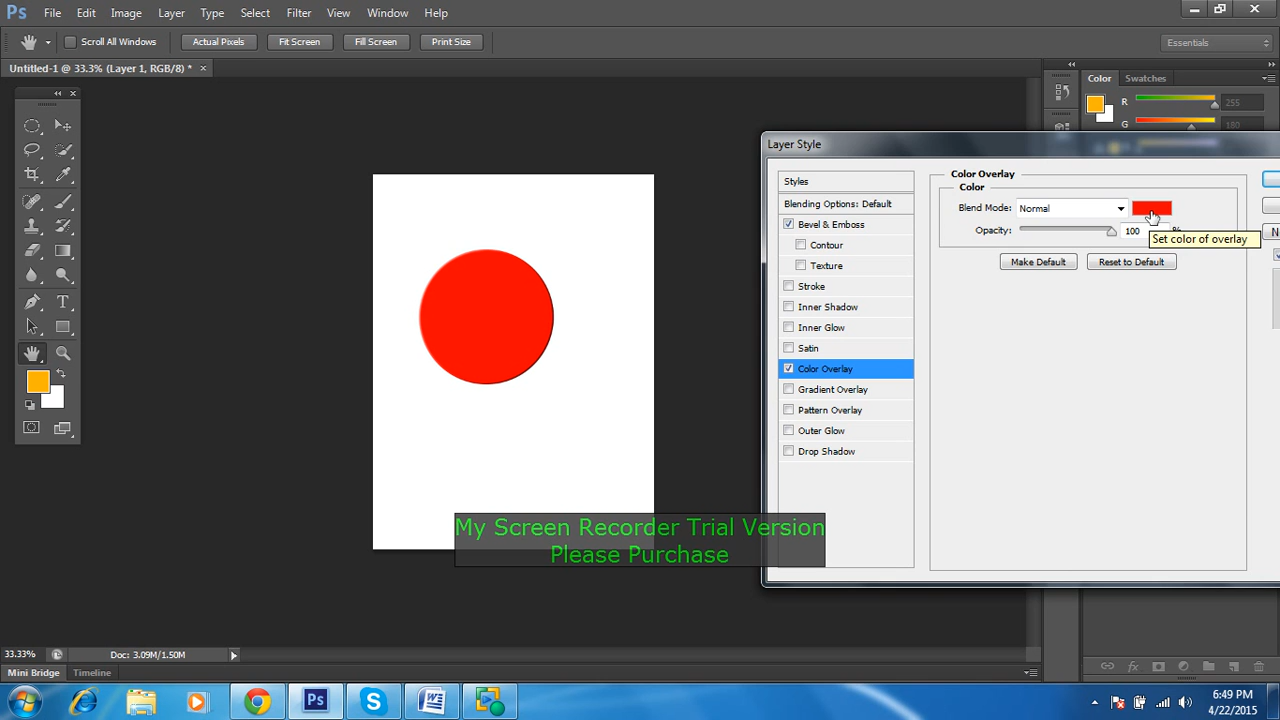 Ps File Edit Image Layer Type Select Filter View Window Help
Scroll All Windows Actual Pixels Fit Screen Fill Screen Print Size Essentials
Untitled-1 @ 33.3% (Layer 1, RGB/8) * ×
Color Swatches
R 255
G 180
Layer Style
Styles
Blending Options: Default
Bevel & Emboss
Contour
Texture
Stroke
Inner Shadow
Inner Glow
Satin
Color Overlay
Gradient Overlay
Pattern Overlay
Outer Glow
Drop Shadow
Color Overlay
Color
Blend Mode: Normal
Opacity: 100 %
Set color of overlay
Make Default Reset to Default
N
My Screen Recorder Trial Version
Please Purchase
33.33% Doc: 3.09M/1.50M
Mini Bridge Timeline
fx
Ps
6:49 PM
4/22/2015